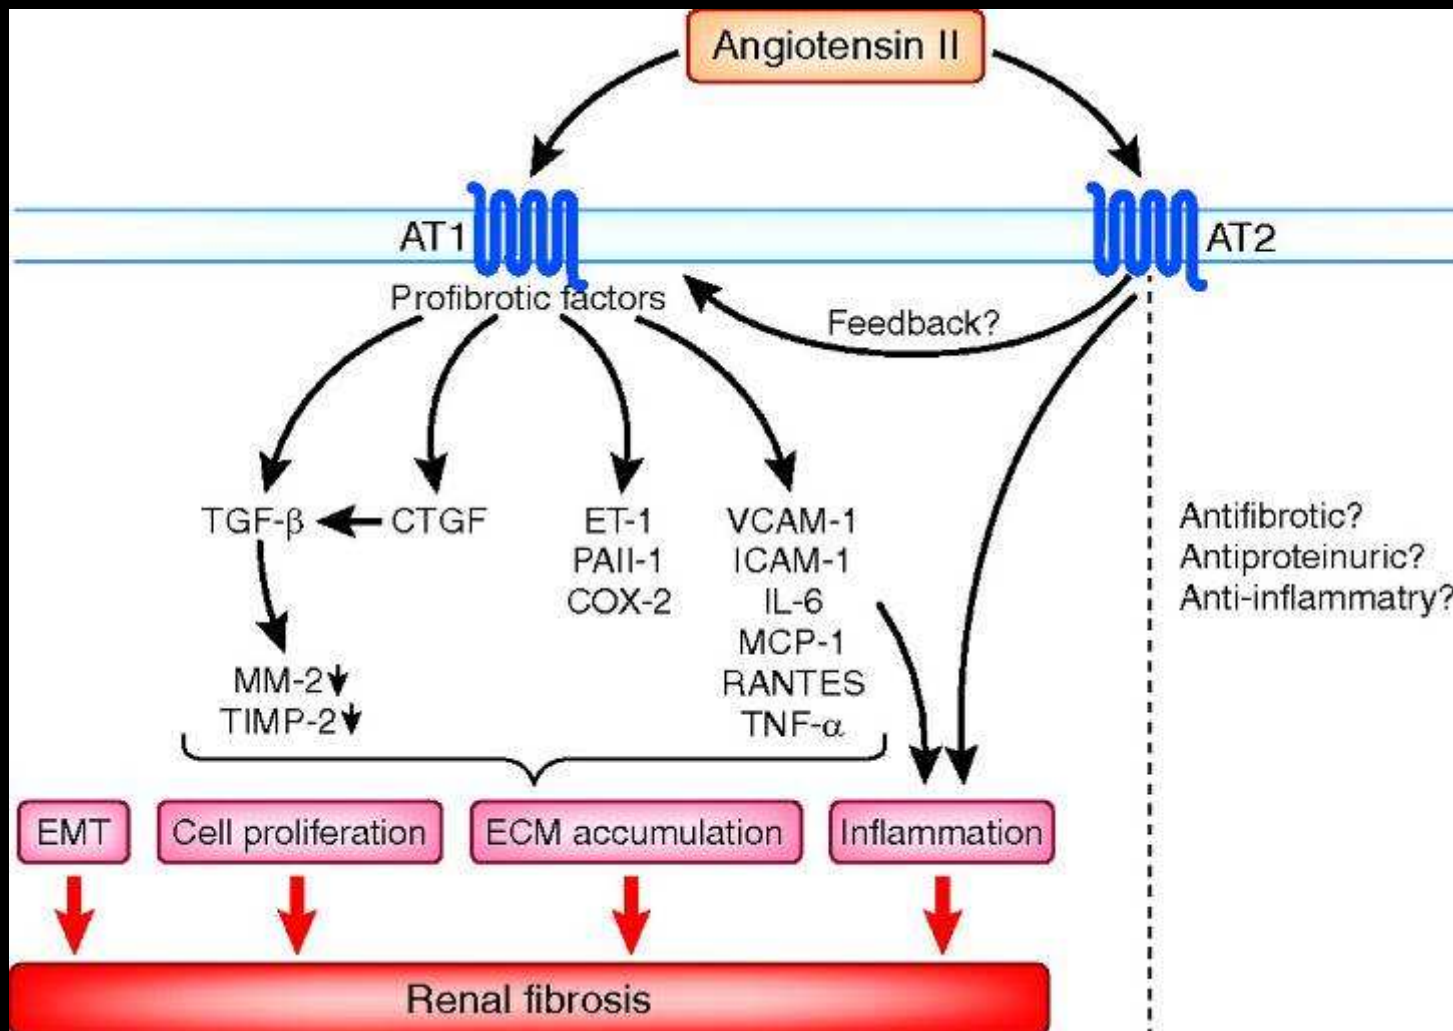 Angiotensin II
AT1
AT2
Profibrotic factors
Feedback?
TGF-β
CTGF
ET-1
PAII-1
COX-2
VCAM-1
ICAM-1
IL-6
MCP-1
RANTES
TNF-α
Antifibrotic?
Antiproteinuric?
Anti-inflammatry?
MM-2
TIMP-2
EMT
Cell proliferation
ECM accumulation
Inflammation
Renal fibrosis